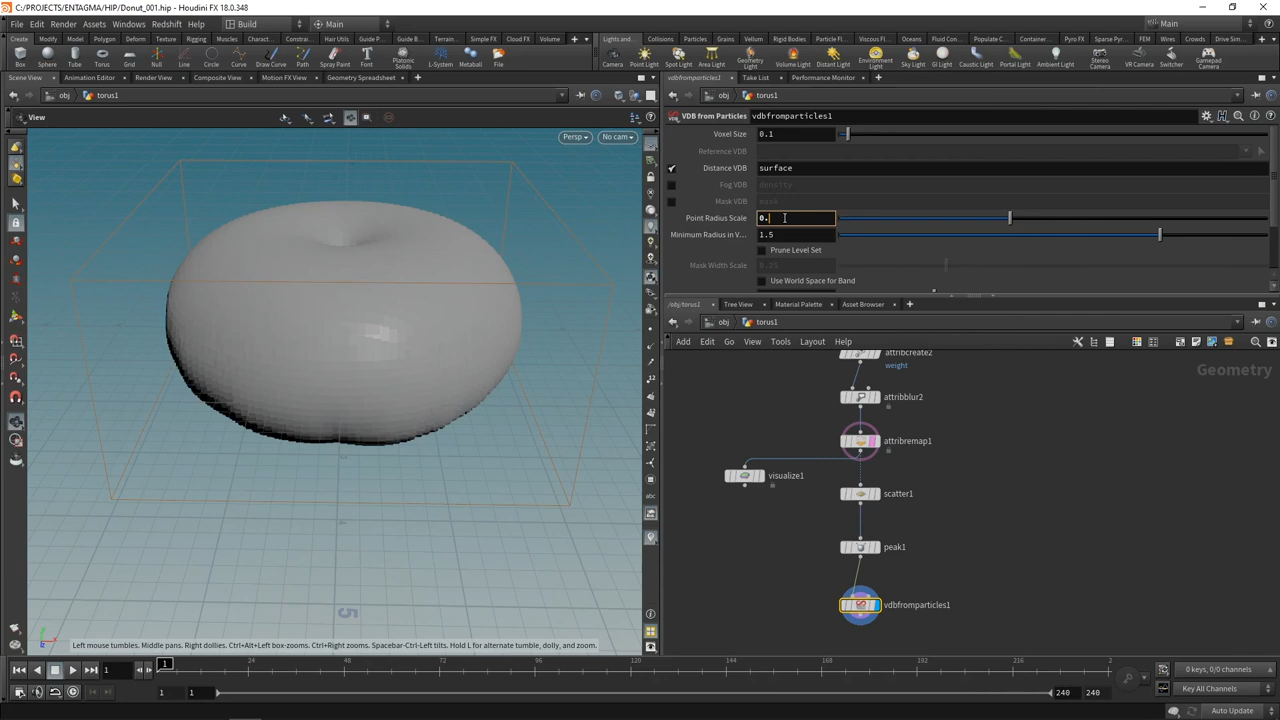 C:/PROJECTS/ENTAGMA/HIP/Donut_001.hip - Houdini FX 18.0.348
File Edit Render Assets Windows Redshift Help Build Main Main
Create Modify Model Polygon Deform Texture Rigging Muscles Charact... Constrai... Hair Utils Guide P... Guide B... Terrain... Simple FX Cloud FX Volume
Lights and... Collisions Particles Grains Vellum Rigid Bodies Particle Fl... Viscous Fl... Oceans Fluid Con... Populate C... Container... Pyro FX Sparse Pyr... FEM Wires Crowds Drive Sim...
Box Sphere Tube Torus Grid Null Line Circle Curve Draw Curve Path Spray Paint Font Platonic Solids L-System Metaball File
Camera Point Light Spot Light Area Light Geometry Light Volume Light Distant Light Environment Light Sky Light GI Light Caustic Light Portal Light Ambient Light Stereo Camera VR Camera Switcher Gamepad Camera
Scene View Animation Editor Render View Composite View Motion FX View Geometry Spreadsheet
vdbfromparticles1 Take List Performance Monitor
obj torus1
obj torus1
View
VDB from Particles vdbfromparticles1
Persp No cam
Voxel Size 0.1
Reference VDB
Distance VDB surface
Fog VDB density
Mask VDB mask
Point Radius Scale 0.
Minimum Radius in V... 1.5
Prune Level Set
Mask Width Scale 0.25
Use World Space for Band
/obj/torus1 Tree View Material Palette Asset Browser
obj torus1
Add Edit Go View Tools Layout Help
attribcreate2
weight
Geometry
attribblur2
attribremap1
visualize1
scatter1
peak1
vdbfromparticles1
abc
5
Left mouse tumbles. Middle pans. Right dollies. Ctrl+Alt+Left box-zooms. Ctrl+Right zooms. Spacebar-Ctrl-Left tilts. Hold L for alternate tumble, dolly, and zoom.
1 1 24 48 72 96 120 144 168 192 216 2
0 keys, 0/0 channels
1 1 240 240
Key All Channels
Auto Update